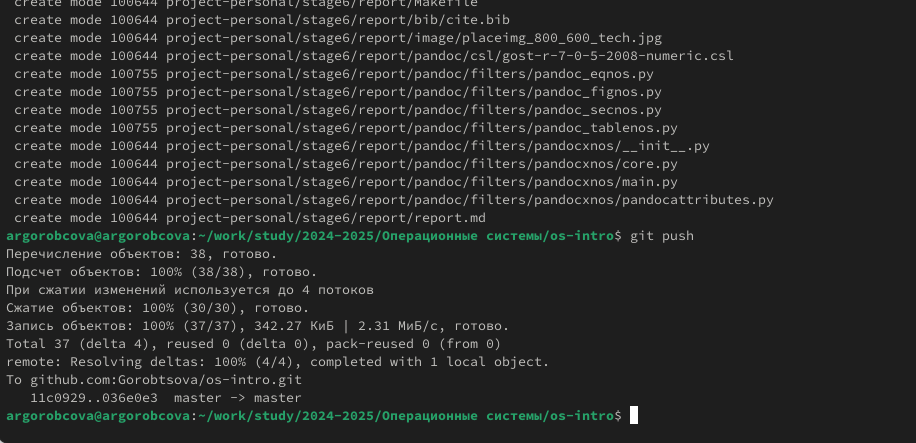 create mode 100644 project-personal/stage6/report/Makefile
create mode 100644 project-personal/stage6/report/bib/cite.bib
create mode 100644 project-personal/stage6/report/image/placeimg_800_600_tech.jpg
create mode 100644 project-personal/stage6/report/pandoc/csl/gost-r-7-0-5-2008-numeric.csl
create mode 100755 project-personal/stage6/report/pandoc/filters/pandoc_eqnos.py
create mode 100755 project-personal/stage6/report/pandoc/filters/pandoc_fignos.py
create mode 100755 project-personal/stage6/report/pandoc/filters/pandoc_secnos.py
create mode 100755 project-personal/stage6/report/pandoc/filters/pandoc_tablenos.py
create mode 100644 project-personal/stage6/report/pandoc/filters/pandocxnos/__init__.py
create mode 100644 project-personal/stage6/report/pandoc/filters/pandocxnos/core.py
create mode 100644 project-personal/stage6/report/pandoc/filters/pandocxnos/main.py
create mode 100644 project-personal/stage6/report/pandoc/filters/pandocxnos/pandocattributes.py
create mode 100644 project-personal/stage6/report/report.md
argorobcova@argorobcova:~/work/study/2024-2025/Операционные системы/os-intro$ git push
Перечисление объектов: 38, готово.
Подсчет объектов: 100% (38/38), готово.
При сжатии изменений используется до 4 потоков
Сжатие объектов: 100% (30/30), готово.
Запись объектов: 100% (37/37), 342.27 КиБ | 2.31 МиБ/с, готово.
Total 37 (delta 4), reused 0 (delta 0), pack-reused 0 (from 0)
remote: Resolving deltas: 100% (4/4), completed with 1 local object.
To github.com:Gorobtsova/os-intro.git
11c0929..036e0e3  master -> master
argorobcova@argorobcova:~/work/study/2024-2025/Операционные системы/os-intro$